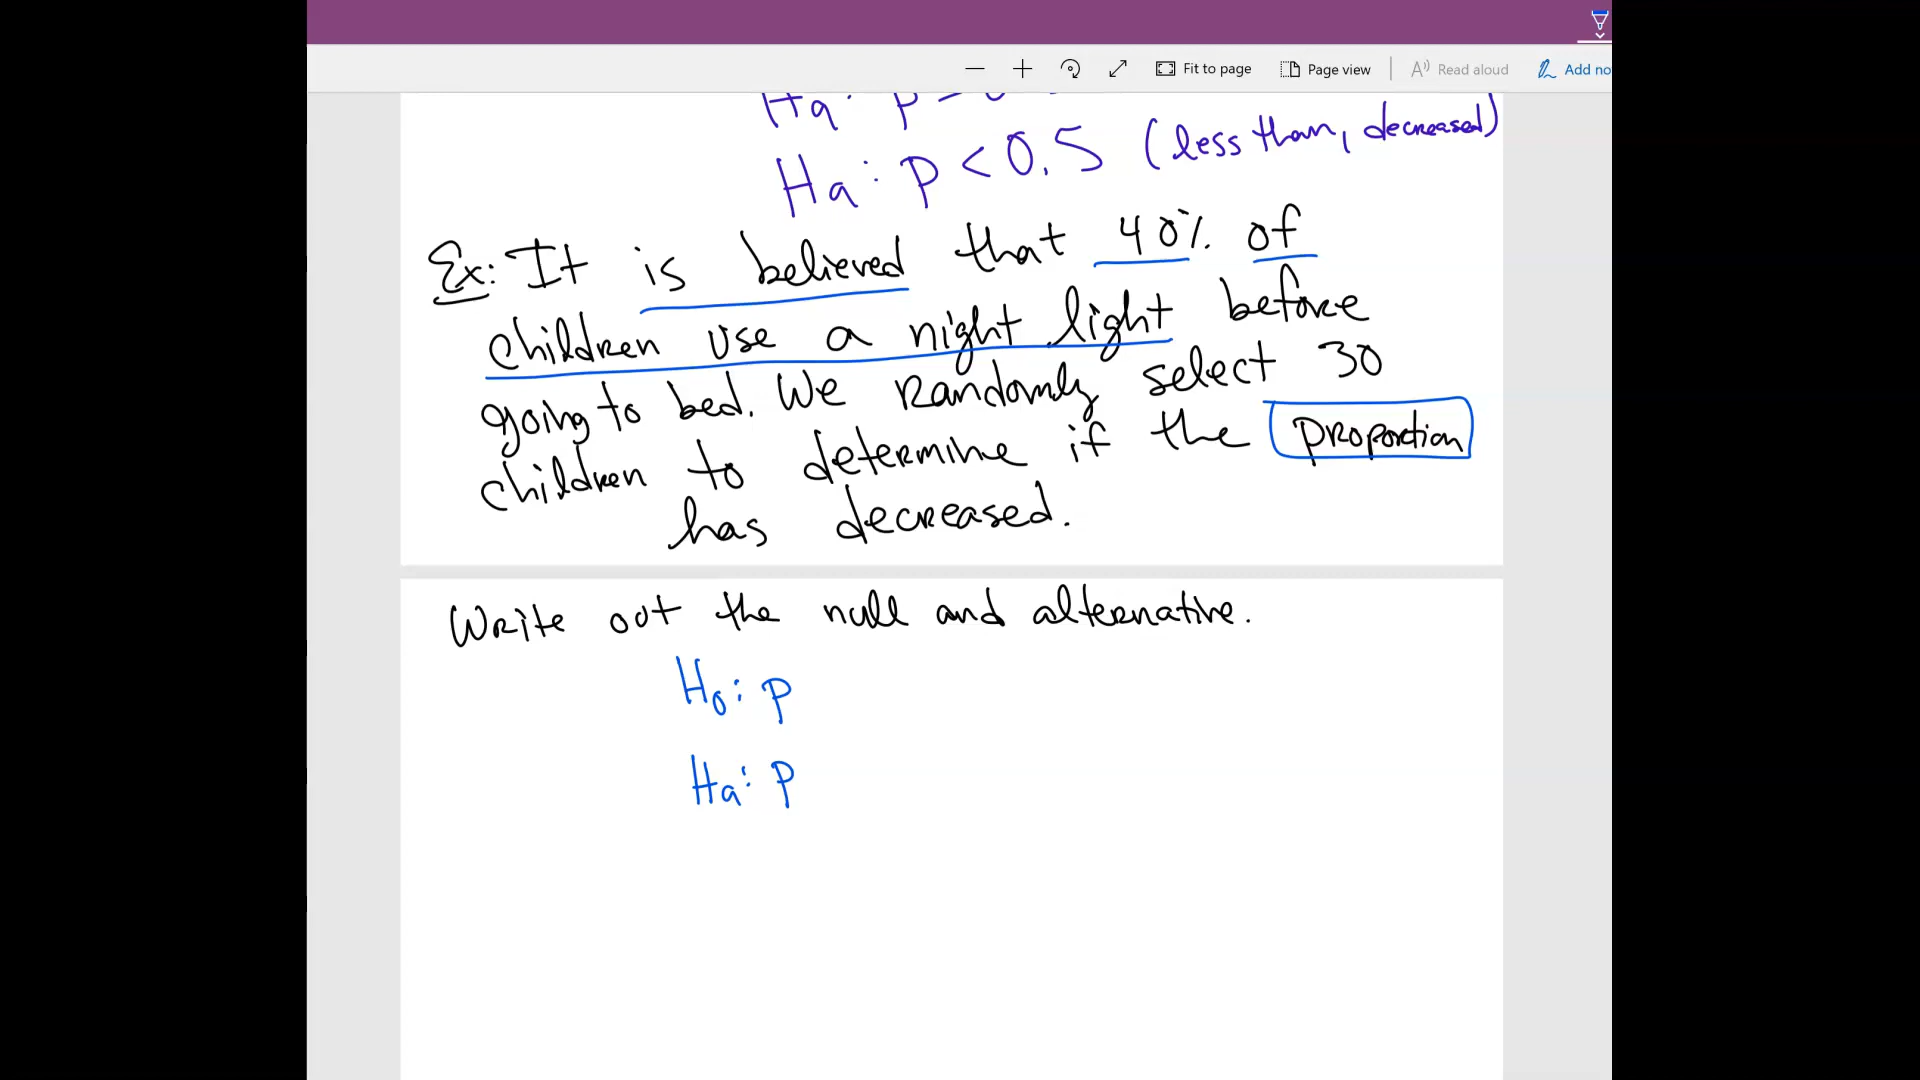 Fit to page Page view Read aloud Add no
Ha: p
Ha: p < 0.5 (less than, decreased)
Ex: It is believed that 40% of
children use a night light before
going to bed. We randomly select 30
children to determine if the proportion
has decreased.
Write out the null and alternative.
H₀: p
Ha: p